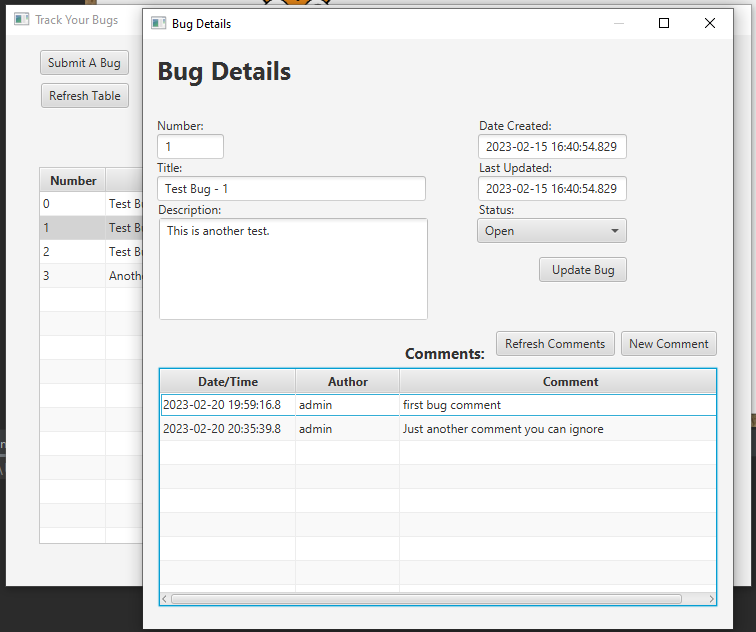 Track Your Bugs
Submit A Bug
Refresh Table
Number
0 Test B
1 Test B
2 Test B
3 Anoth
Bug Details
Bug Details
Number:
1
Title:
Test Bug - 1
Description:
This is another test.
Date Created:
2023-02-15 16:40:54.829
Last Updated:
2023-02-15 16:40:54.829
Status:
Open
Update Bug
Comments:
Refresh Comments
New Comment
Date/Time Author Comment
2023-02-20 19:59:16.8 admin first bug comment
2023-02-20 20:35:39.8 admin Just another comment you can ignore